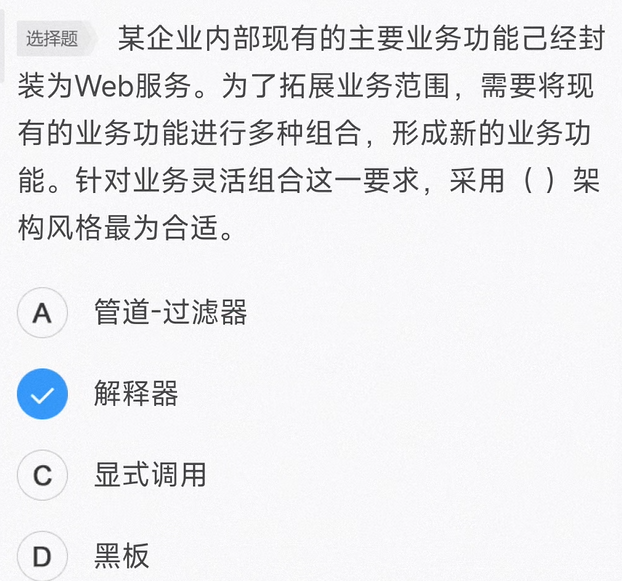 选择题 某企业内部现有的主要业务功能己经封
装为Web服务。为了拓展业务范围，需要将现
有的业务功能进行多种组合，形成新的业务功
能。针对业务灵活组合这一要求，采用（ ）架
构风格最为合适。
A 管道-过滤器
解释器
C 显式调用
D 黑板